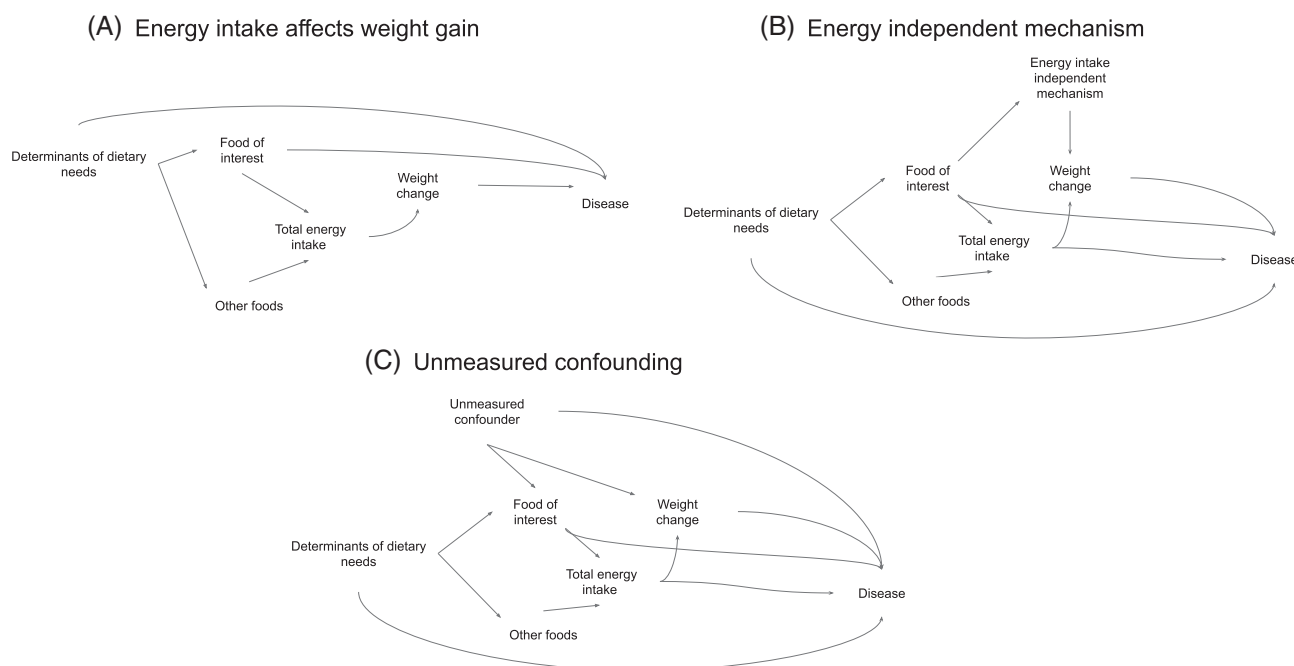 (A) Energy intake affects weight gain
Determinants of dietary
needs
Food of
interest
Total energy
intake
Other foods
Weight
change
Disease
(B) Energy independent mechanism
Energy intake
independent
mechanism
Food of
interest
Weight
change
Determinants of dietary
needs
Total energy
intake
Other foods
Disease
(C) Unmeasured confounding
Unmeasured
confounder
Food of
interest
Weight
change
Determinants of dietary
needs
Total energy
intake
Other foods
Disease